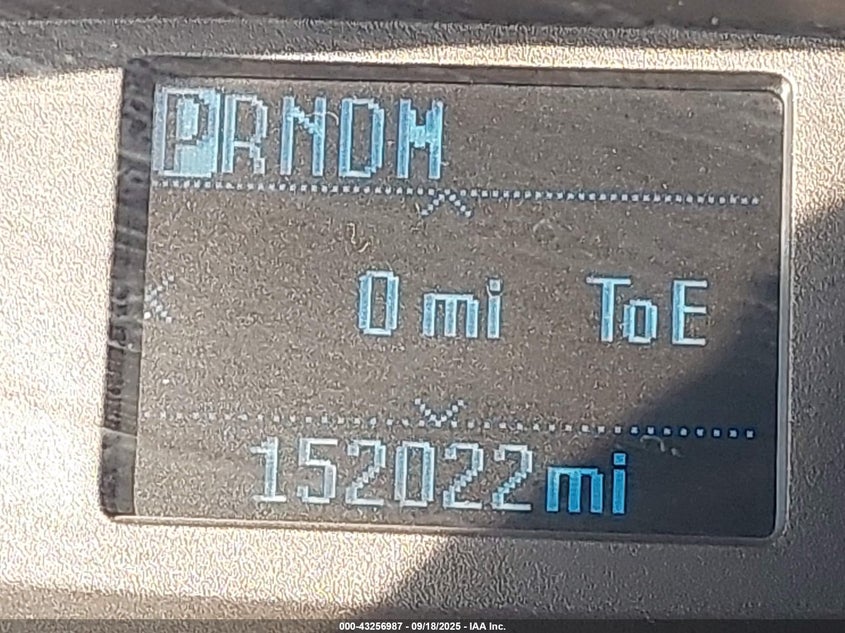 PRNDM
0 mi ToE
152022mi
000-43256987 - 09/18/2025 - IAA Inc.